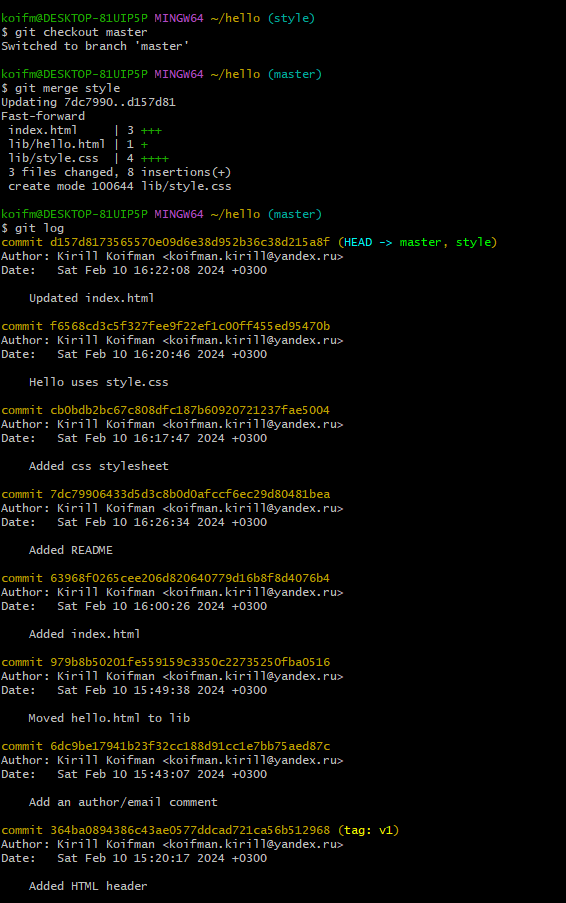 koifm@DESKTOP-81UIP5P MINGW64 ~/hello (style)
$ git checkout master
Switched to branch 'master'
koifm@DESKTOP-81UIP5P MINGW64 ~/hello (master)
$ git merge style
Updating 7dc7990..d157d81
Fast-forward
 index.html     | 3 +++
 lib/hello.html | 1 +
 lib/style.css  | 4 ++++
 3 files changed, 8 insertions(+)
 create mode 100644 lib/style.css
koifm@DESKTOP-81UIP5P MINGW64 ~/hello (master)
$ git log
commit d157d8173565570e09d6e38d952b36c38d215a8f (HEAD -> master, style)
Author: Kirill Koifman <koifman.kirill@yandex.ru>
Date:   Sat Feb 10 16:22:08 2024 +0300
    Updated index.html
commit f6568cd3c5f327fee9f22ef1c00ff455ed95470b
Author: Kirill Koifman <koifman.kirill@yandex.ru>
Date:   Sat Feb 10 16:20:46 2024 +0300
    Hello uses style.css
commit cb0bdb2bc67c808dfc187b60920721237fae5004
Author: Kirill Koifman <koifman.kirill@yandex.ru>
Date:   Sat Feb 10 16:17:47 2024 +0300
    Added css stylesheet
commit 7dc79906433d5d3c8b0d0afccf6ec29d80481bea
Author: Kirill Koifman <koifman.kirill@yandex.ru>
Date:   Sat Feb 10 16:26:34 2024 +0300
    Added README
commit 63968f0265cee206d820640779d16b8f8d4076b4
Author: Kirill Koifman <koifman.kirill@yandex.ru>
Date:   Sat Feb 10 16:00:26 2024 +0300
    Added index.html
commit 979b8b50201fe559159c3350c22735250fba0516
Author: Kirill Koifman <koifman.kirill@yandex.ru>
Date:   Sat Feb 10 15:49:38 2024 +0300
    Moved hello.html to lib
commit 6dc9be17941b23f32cc188d91cc1e7bb75aed87c
Author: Kirill Koifman <koifman.kirill@yandex.ru>
Date:   Sat Feb 10 15:43:07 2024 +0300
    Add an author/email comment
commit 364ba0894386c43ae0577ddcad721ca56b512968 (tag: v1)
Author: Kirill Koifman <koifman.kirill@yandex.ru>
Date:   Sat Feb 10 15:20:17 2024 +0300
    Added HTML header